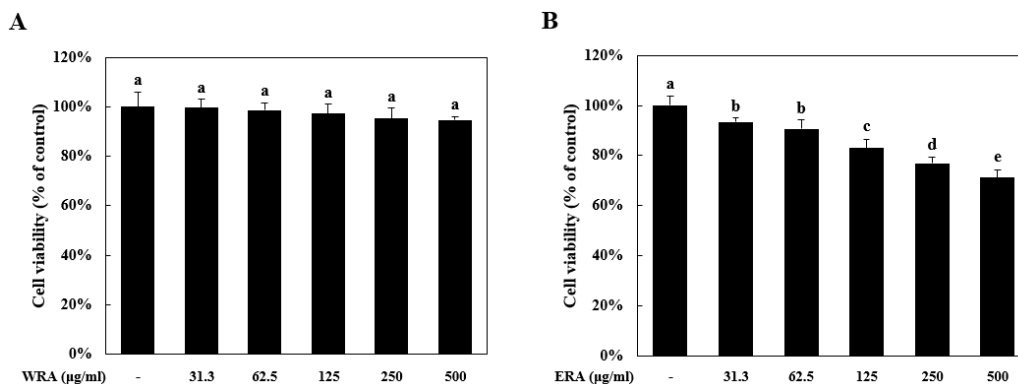 A
Cell viability (% of control)
120%
100%
80%
60%
40%
20%
0%
a a a a a a
WRA (μg/ml) - 31.3 62.5 125 250 500
B
Cell viability (% of control)
120%
100%
80%
60%
40%
20%
0%
a b b c d e
ERA (μg/ml) - 31.3 62.5 125 250 500